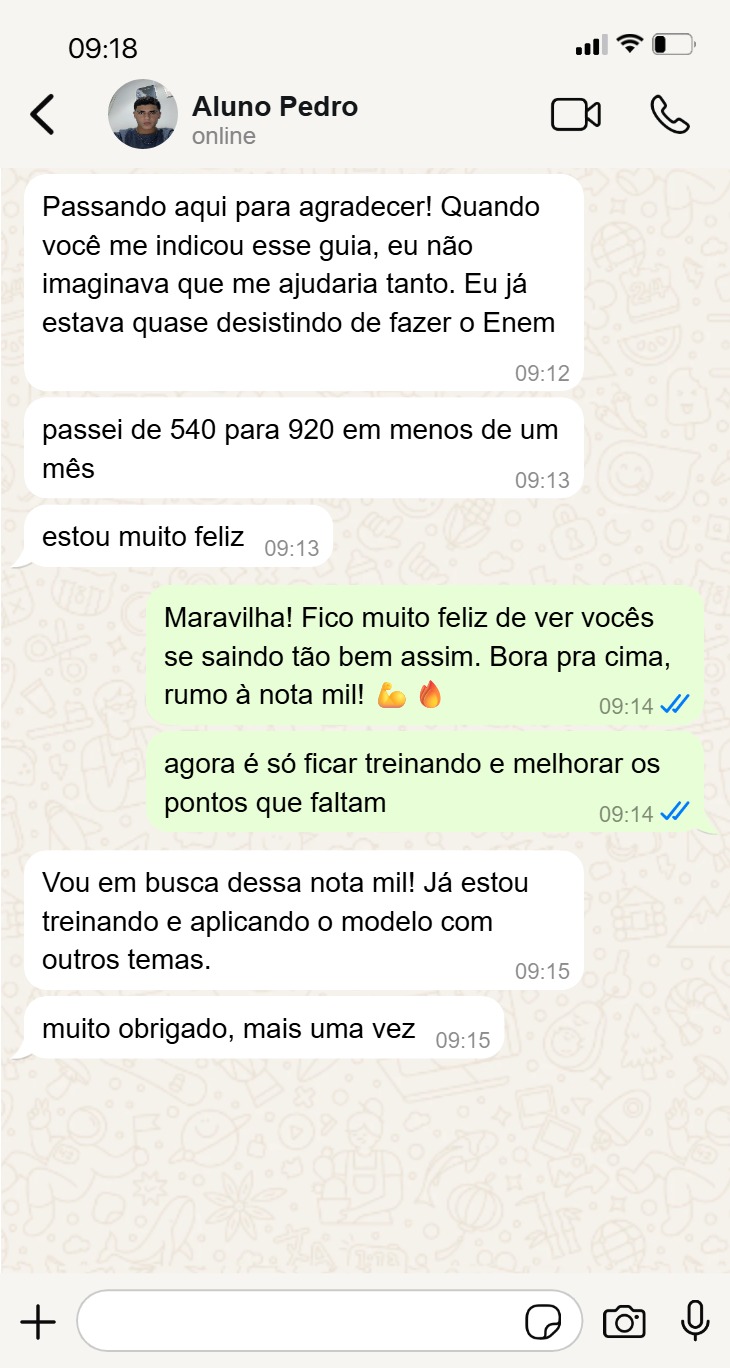 09:18
Aluno Pedro
online
Passando aqui para agradecer! Quando
você me indicou esse guia, eu não
imaginava que me ajudaria tanto. Eu já
estava quase desistindo de fazer o Enem
09:12
passei de 540 para 920 em menos de um
mês
09:13
estou muito feliz 09:13
Maravilha! Fico muito feliz de ver vocês
se saindo tão bem assim. Bora pra cima,
rumo à nota mil! 💪 🔥
09:14
agora é só ficar treinando e melhorar os
pontos que faltam
09:14
Vou em busca dessa nota mil! Já estou
treinando e aplicando o modelo com
outros temas.
09:15
muito obrigado, mais uma vez 09:15